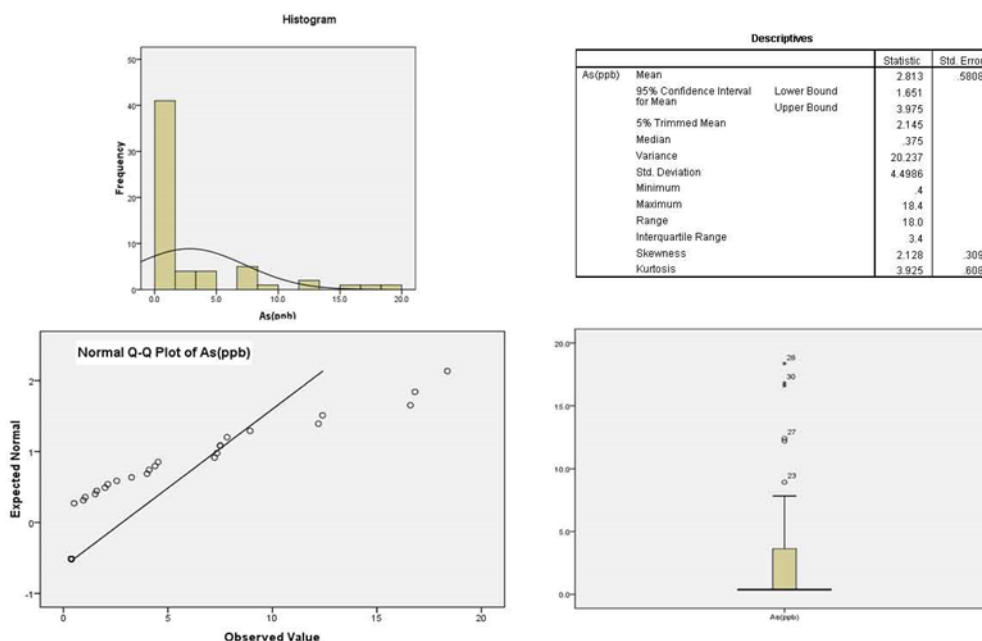 Histogram
50
40
30
20
10
0
Frequency
0.0 5.0 10.0 15.0 20.0
As(ppb)
Descriptives
Statistic Std. Error
As(ppb) Mean 2.813 .5808
95% Confidence Interval for Mean Lower Bound 1.651
Upper Bound 3.975
5% Trimmed Mean 2.145
Median .375
Variance 20.237
Std. Deviation 4.4986
Minimum .4
Maximum 18.4
Range 18.0
Interquartile Range 3.4
Skewness 2.128 .309
Kurtosis 3.925 .608
Normal Q-Q Plot of As(ppb)
2
1
0
-1
Expected Normal
0 5 10 15 20
Observed Value
20.0
15.0
10.0
5.0
0.0
28
30
27
23
As(ppb)